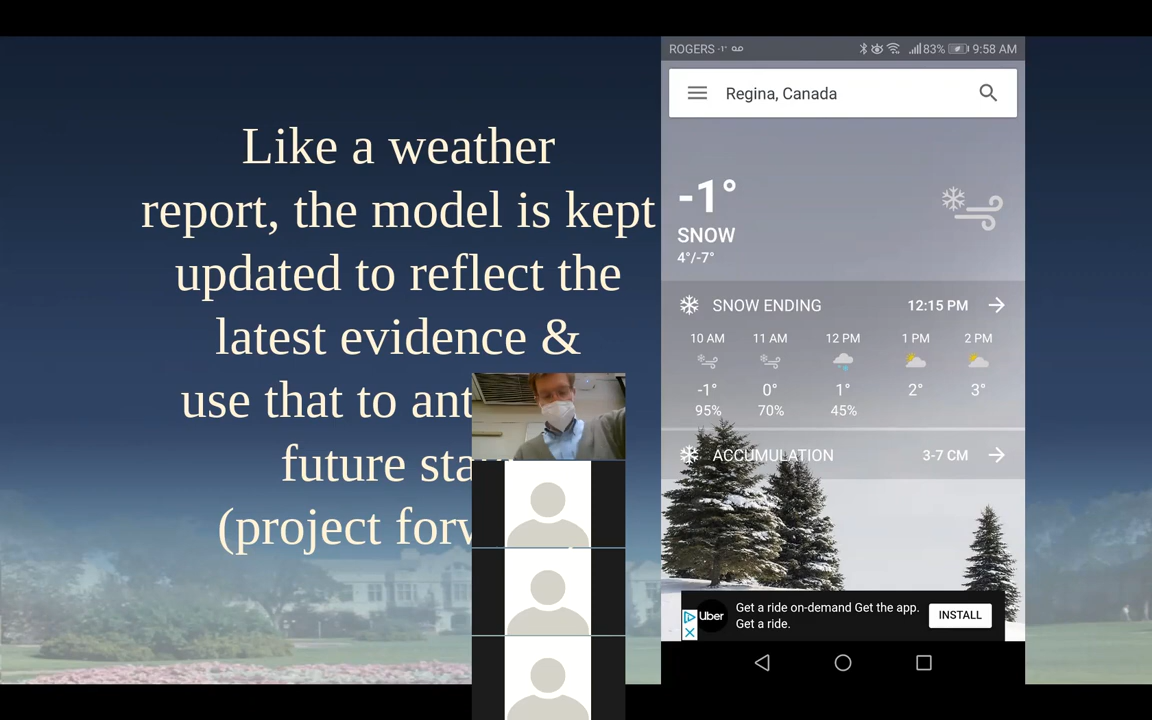 Like a weather
report, the model is kept
updated to reflect the
latest evidence &
use that to ant
future sta
(project forw
ROGERS -1° 83% 9:58 AM
Regina, Canada
-1°
SNOW
4°/-7°
SNOW ENDING 12:15 PM
10 AM 11 AM 12 PM 1 PM 2 PM
-1° 0° 1° 2° 3°
95% 70% 45%
ACCUMULATION 3-7 CM
Uber
Get a ride on-demand Get the app.
Get a ride.
INSTALL